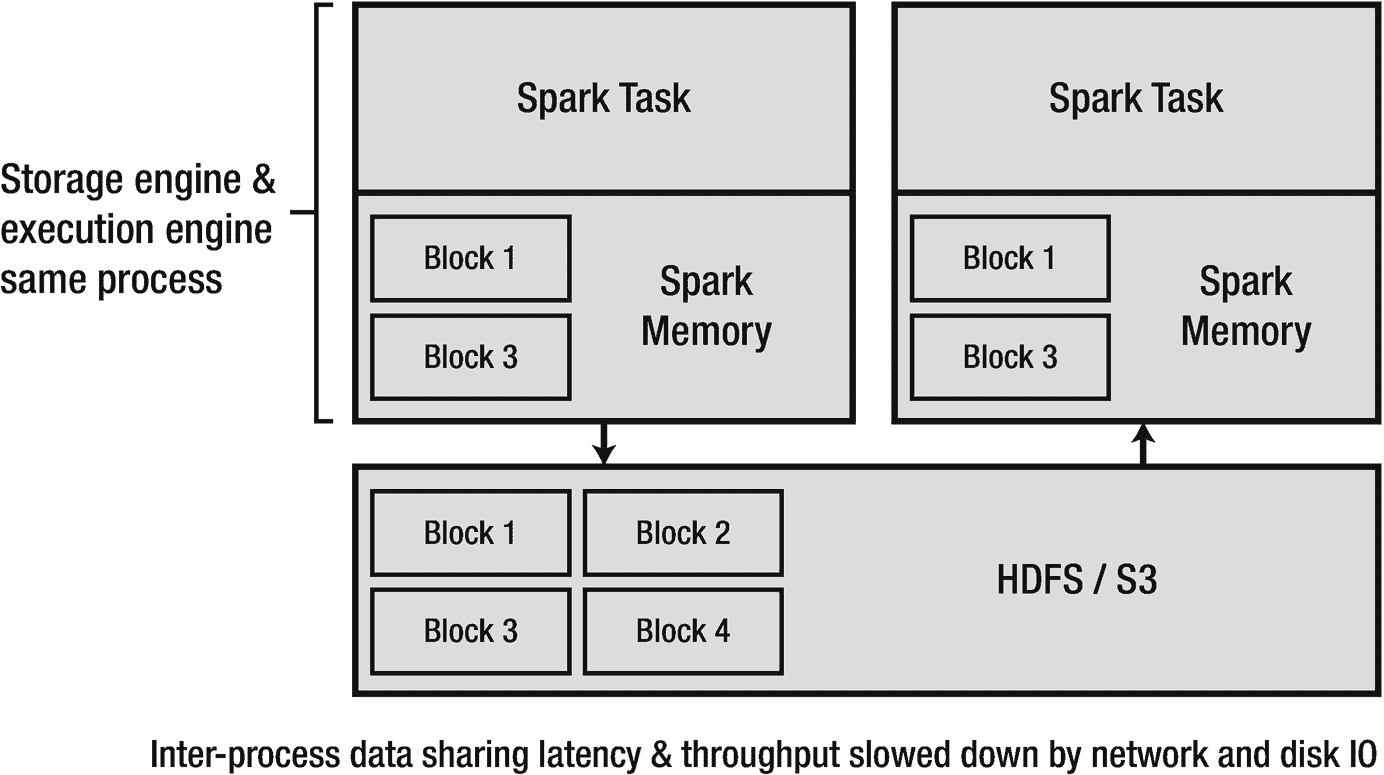 Spark Task
Spark Task
Storage engine &
execution engine
same process
Block 1
Block 3
Spark
Memory
Block 1
Block 3
Spark
Memory
Block 1
Block 2
Block 3
Block 4
HDFS / S3
Inter-process data sharing latency & throughput slowed down by network and disk IO